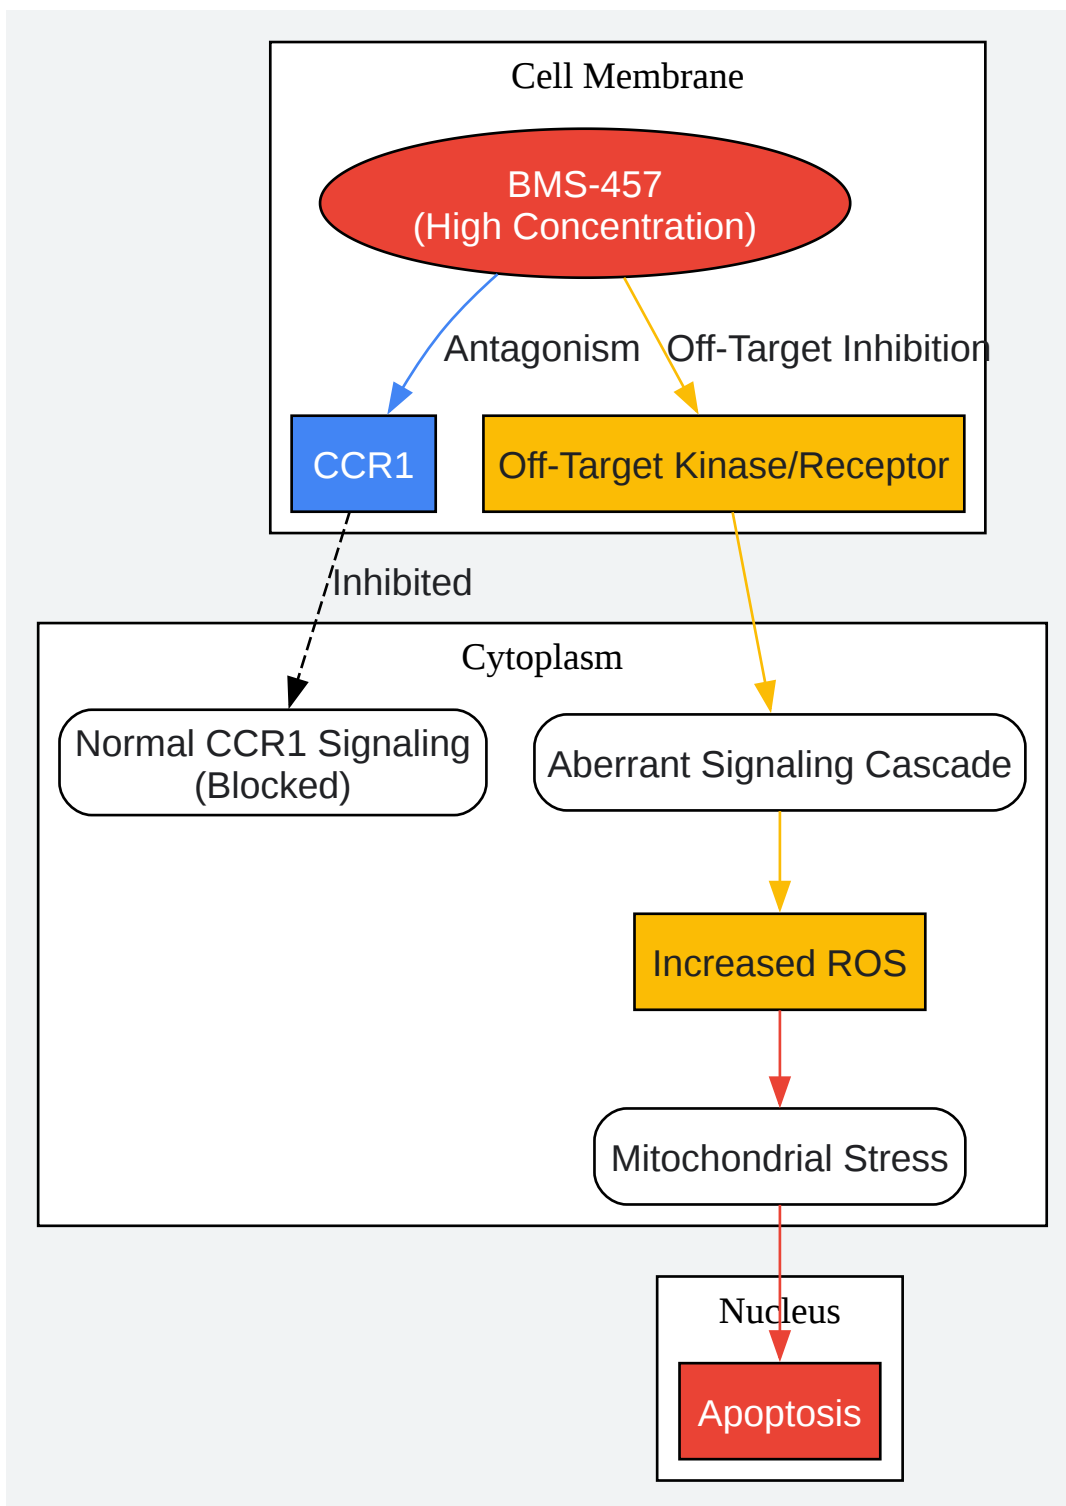 Cell Membrane
BMS-457
(High Concentration)
Antagonism
Off-Target Inhibition
CCR1
Off-Target Kinase/Receptor
Inhibited
Cytoplasm
Normal CCR1 Signaling
(Blocked)
Aberrant Signaling Cascade
Increased ROS
Mitochondrial Stress
Nucleus
Apoptosis